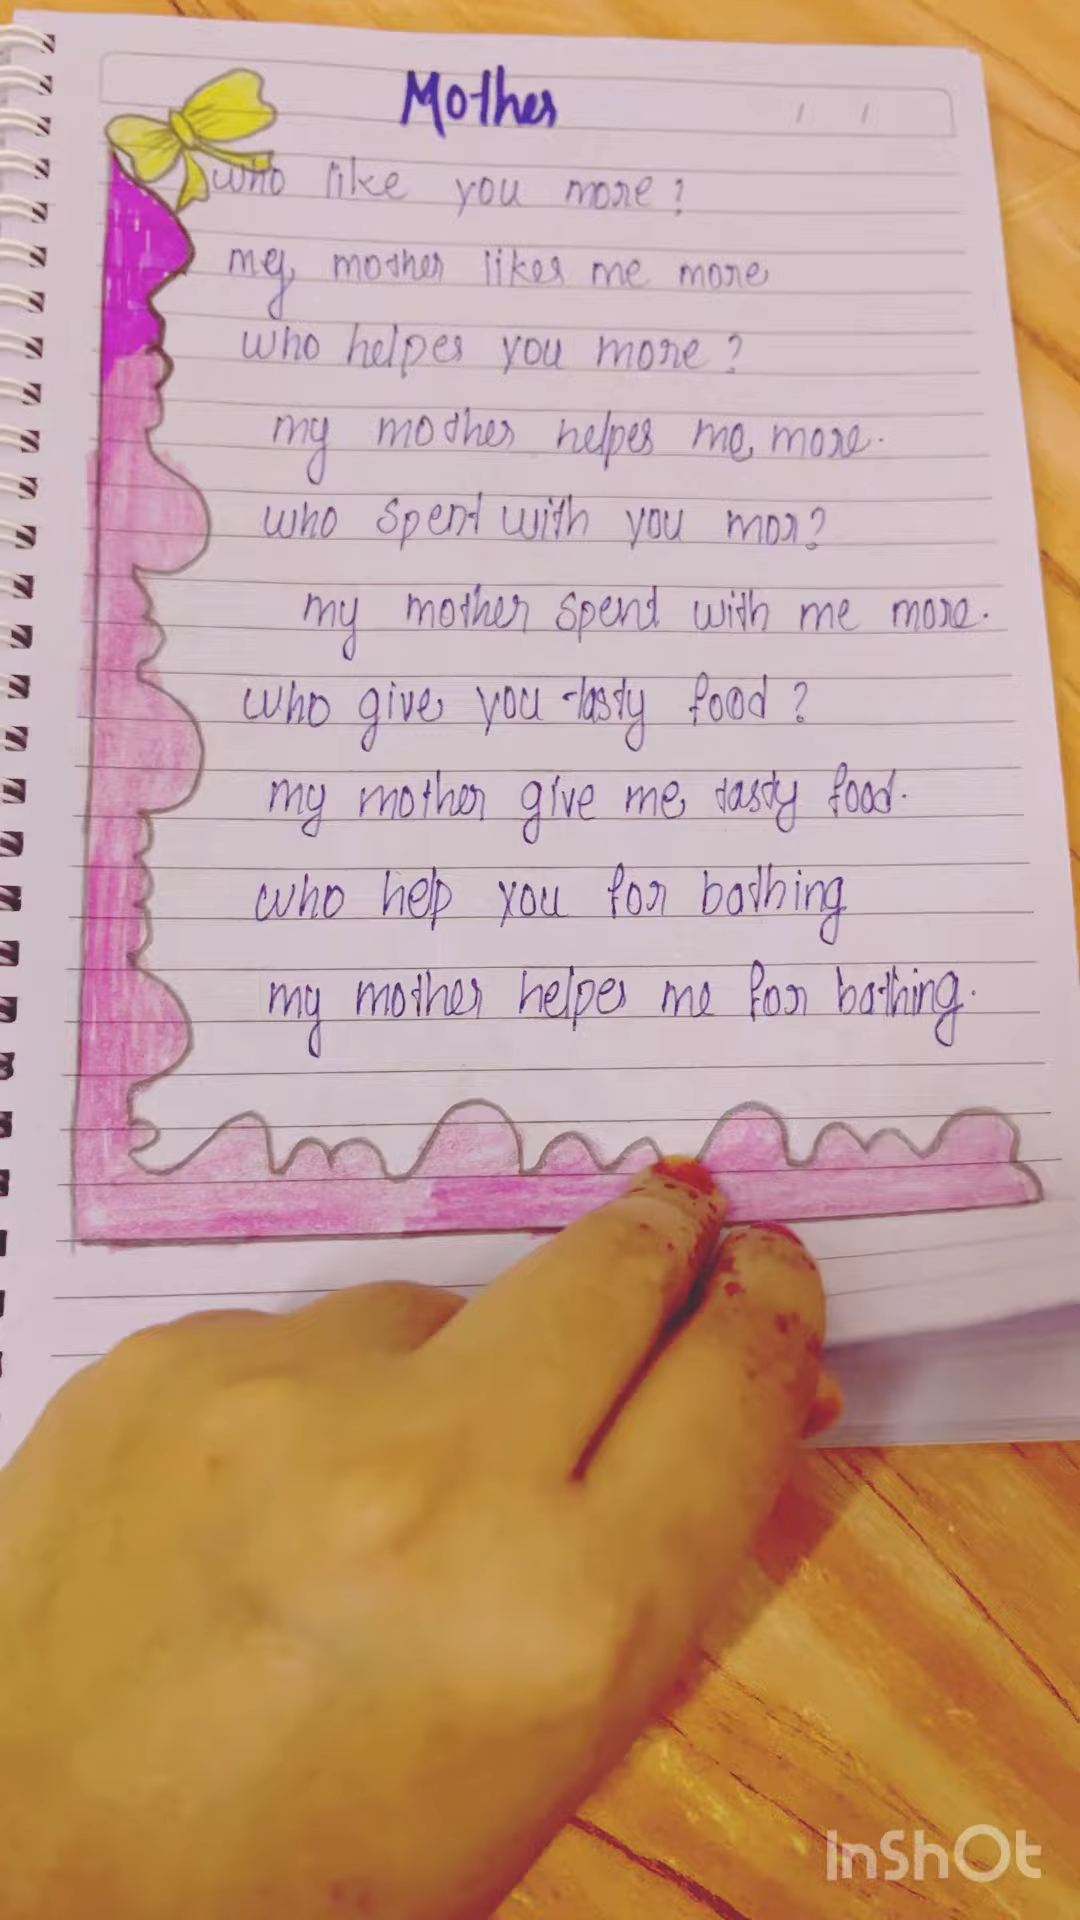 Mother
who like you more?
my mother likes me more
who helpes you more?
my mother helpes me more.
who spent with you mor?
my mother spend with me more.
who give you tasty food?
my mother give me tasty food.
who help you for bathing
my mother helpes me for bathing.
InShOt